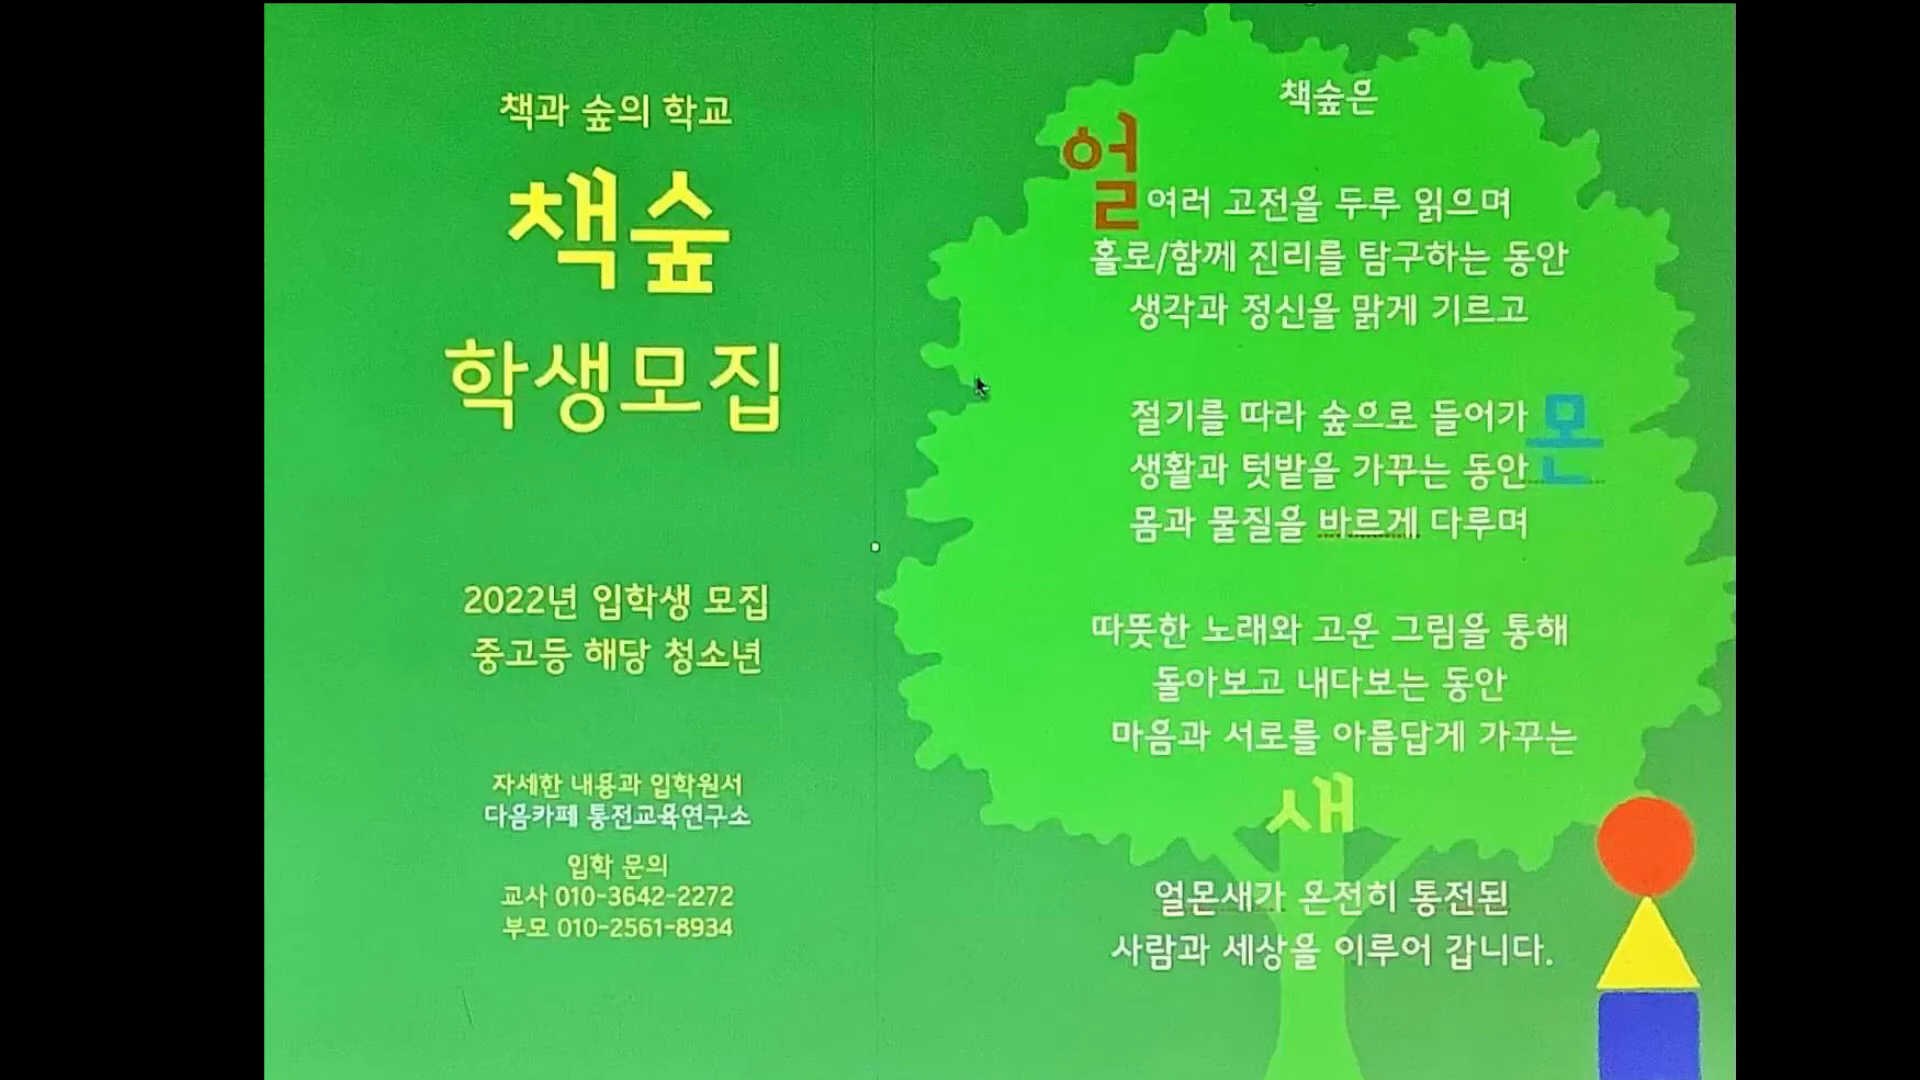 책과 숲의 학교
책숲
학생모집
2022년 입학생 모집
중고등 해당 청소년
자세한 내용과 입학원서
다음카페 통전교육연구소
입학 문의
교사 010-3642-2272
부모 010-2561-8934
책숲은
얼
여러 고전을 두루 읽으며
홀로/함께 진리를 탐구하는 동안
생각과 정신을 맑게 기르고
절기를 따라 숲으로 들어가
몬
생활과 텃밭을 가꾸는 동안
몸과 물질을 바르게 다루며
따뜻한 노래와 고운 그림을 통해
돌아보고 내다보는 동안
마음과 서로를 아름답게 가꾸는
새
얼몬새가 온전히 통전된
사람과 세상을 이루어 갑니다.